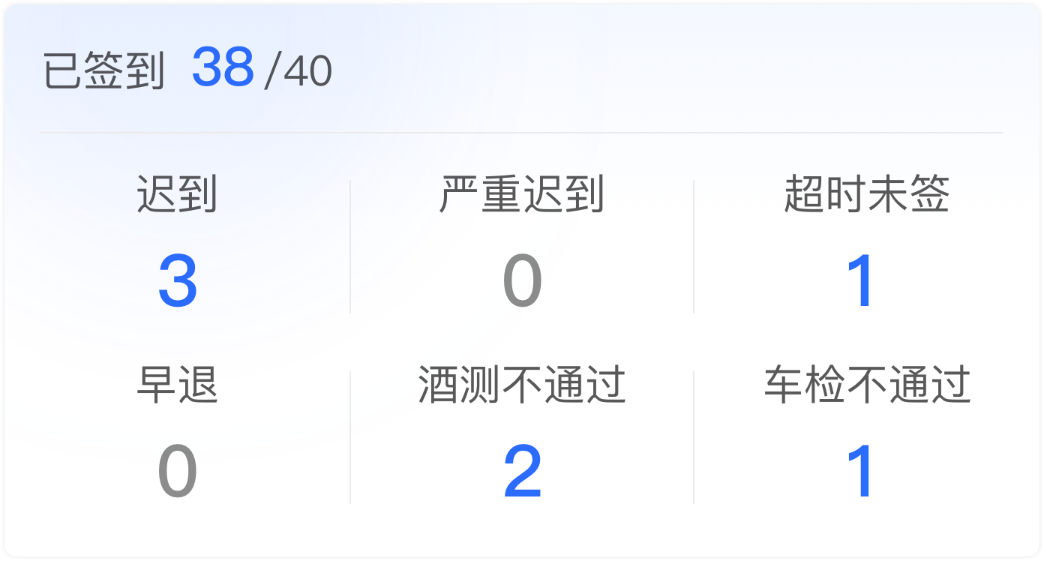 已签到 38/40
迟到 严重迟到 超时未签
3 0 1
早退 酒测不通过 车检不通过
0 2 1